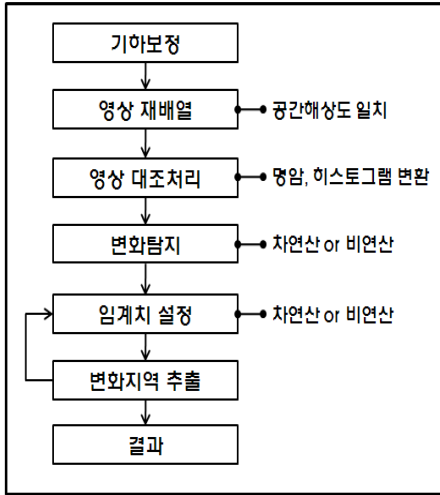 기하보정
영상 재배열
공간해상도 일치
영상 대조처리
명암, 히스토그램 변환
변화탐지
차연산 or 비연산
임계치 설정
차연산 or 비연산
변화지역 추출
결과